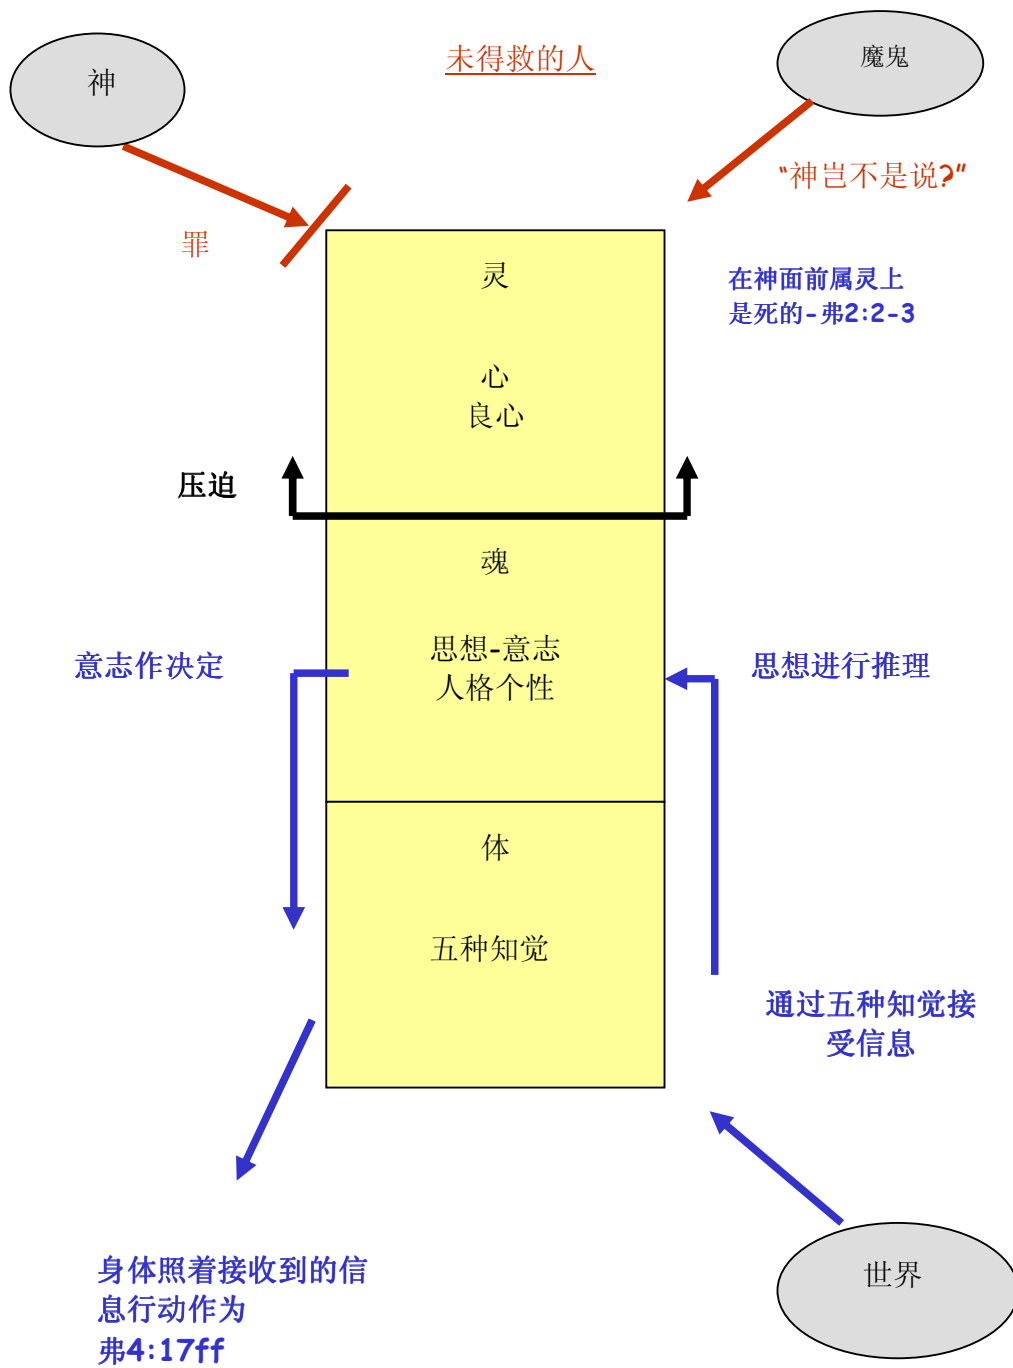 神
未得救的人
魔鬼
“神岂不是说?”
罪
灵
在神面前属灵上
是死的-弗2:2-3
心
良心
压迫
魂
思想-意志
人格个性
意志作决定
思想进行推理
体
五种知觉
通过五种知觉接
受信息
身体照着接收到的信
息行动作为
弗4:17ff
世界